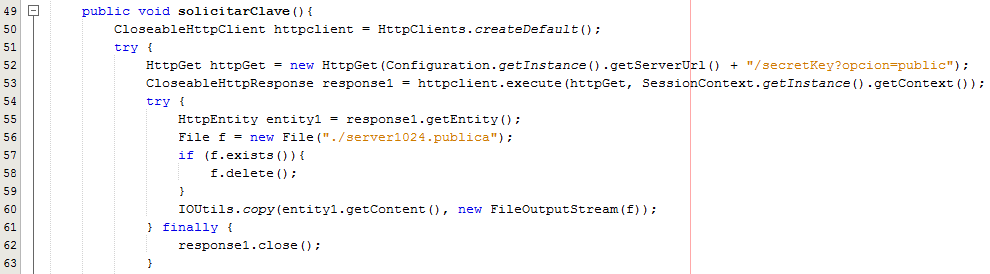 49 public void solicitarClave(){
50 CloseableHttpClient httpclient = HttpClients.createDefault();
51 try {
52 HttpGet httpGet = new HttpGet(Configuration.getInstance().getServerUrl() + "/secretKey?opcion=public");
53 CloseableHttpResponse response1 = httpclient.execute(httpGet, SessionContext.getInstance().getContext());
54 try {
55 HttpEntity entity1 = response1.getEntity();
56 File f = new File("./server1024.publica");
57 if (f.exists()){
58 f.delete();
59 }
60 IOUtils.copy(entity1.getContent(), new FileOutputStream(f));
61 } finally {
62 response1.close();
63 }